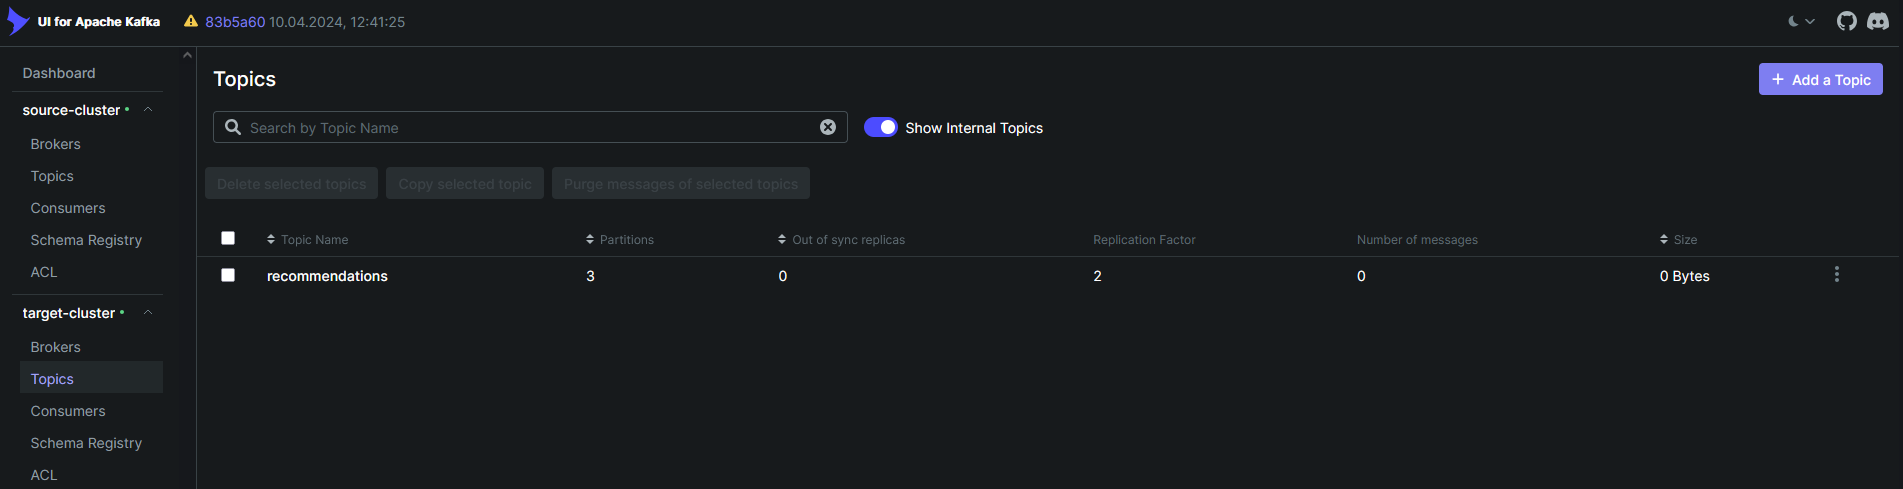 UI for Apache Kafka 83b5a60 10.04.2024, 12:41:25
Dashboard
source-cluster
Brokers
Topics
Consumers
Schema Registry
ACL
target-cluster
Brokers
Topics
Consumers
Schema Registry
ACL
Topics
Add a Topic
Search by Topic Name
Show Internal Topics
Delete selected topics Copy selected topic Purge messages of selected topics
Topic Name Partitions Out of sync replicas Replication Factor Number of messages Size
recommendations 3 0 2 0 0 Bytes